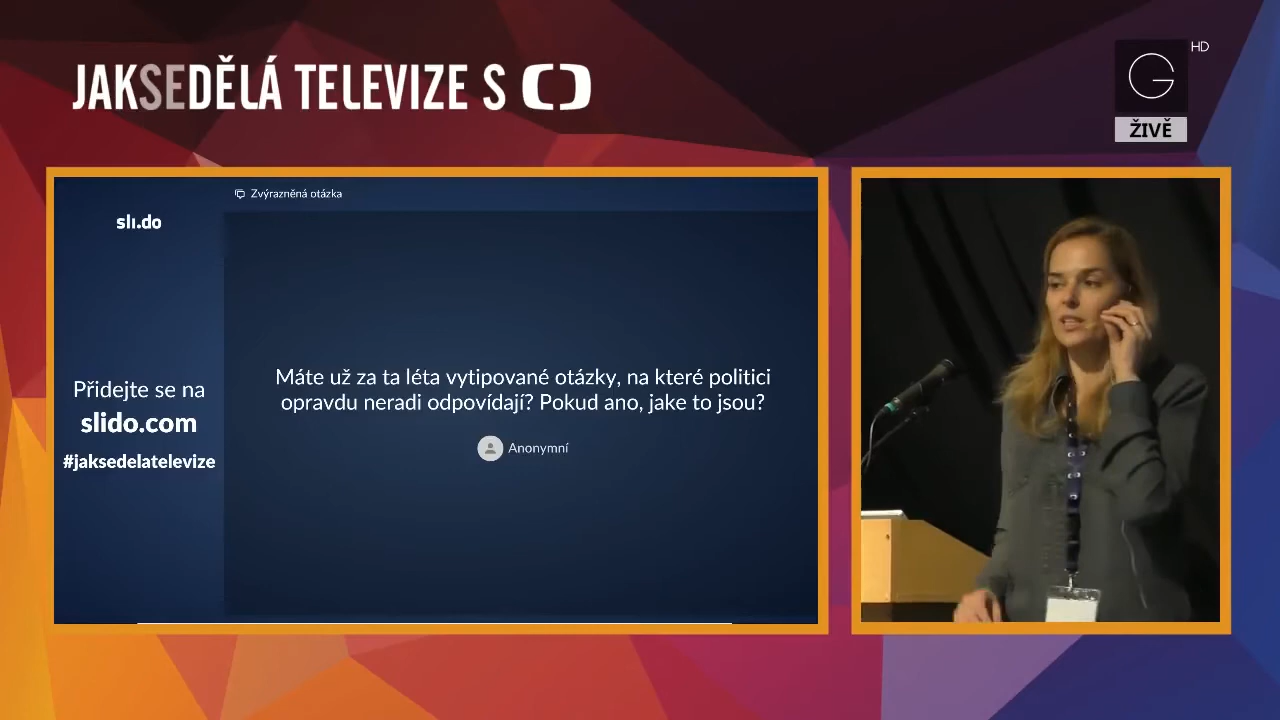 JAKSEDĚLÁ TELEVIZE S
HD
G
ŽIVĚ
Zvýrazněná otázka
sli.do
Přidejte se na
slido.com
#jaksedelatelevize
Máte už za ta léta vytipované otázky, na které politici
opravdu neradi odpovídají? Pokud ano, jake to jsou?
Anonymní